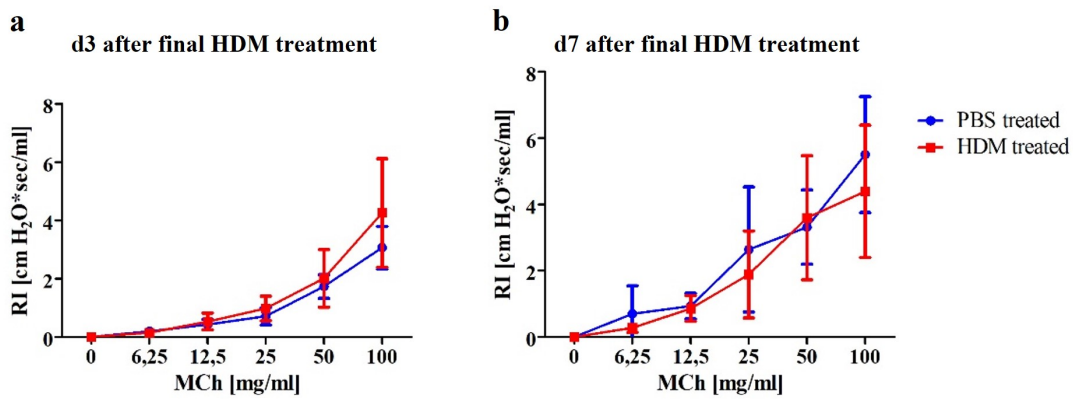 a
d3 after final HDM treatment
RI [cm H₂O*sec/ml]
8
6
4
2
0
0 6,25 12,5 25 50 100
MCh [mg/ml]
b
d7 after final HDM treatment
RI [cm H₂O*sec/ml]
8
6
4
2
0
0 6,25 12,5 25 50 100
MCh [mg/ml]
PBS treated
HDM treated